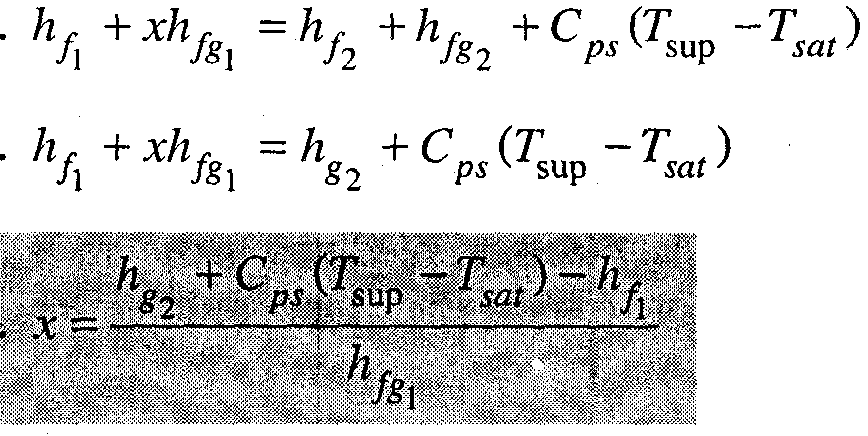 . h_{f_1} + xh_{fg_1} = h_{f_2} + h_{fg_2} + C_{ps}(T_{sup} − T_{sat})
. h_{f_1} + xh_{fg_1} = h_{g_2} + C_{ps}(T_{sup} − T_{sat})
. x = \frac{h_{g_2} + C_{ps}(T_{sup} − T_{sat}) − h_{f_1}}{h_{fg_1}}